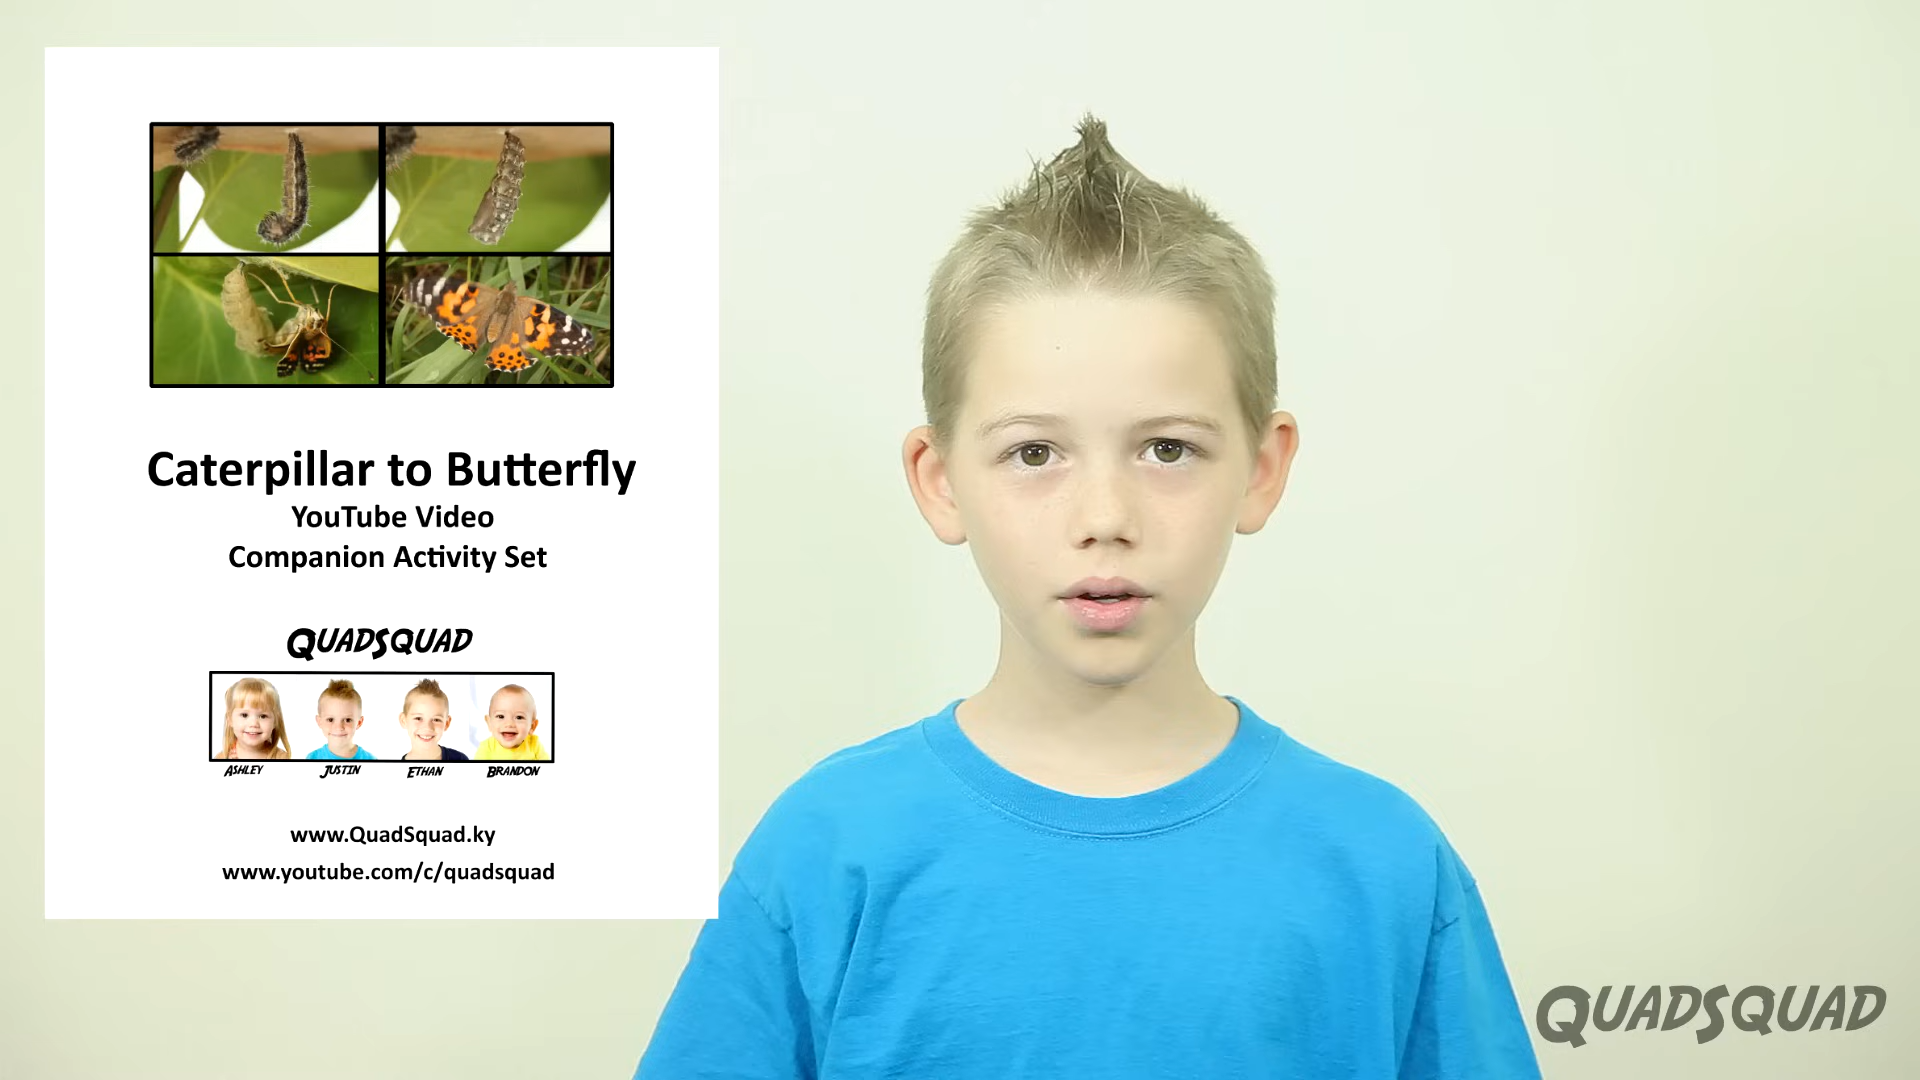 Caterpillar to Butterfly
YouTube Video
Companion Activity Set
QUADSQUAD
ASHLEY JUSTIN ETHAN BRANDON
www.QuadSquad.ky
www.youtube.com/c/quadsquad
QUADSQUAD